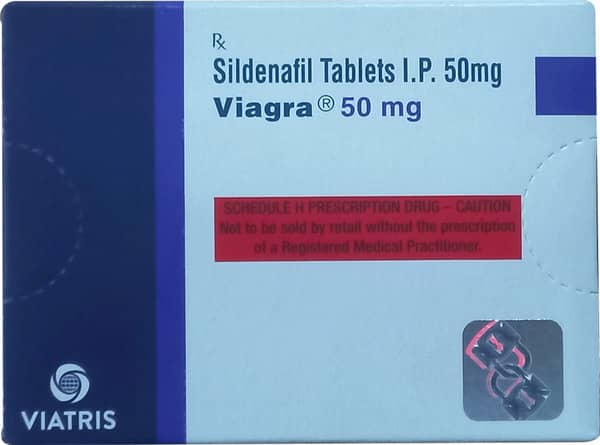 Rx
Sildenafil Tablets I.P. 50mg
Viagra® 50 mg
SCHEDULE H PRESCRIPTION DRUG – CAUTION
Not to be sold by retail without the prescription
of a Registered Medical Practitioner.
VIATRIS